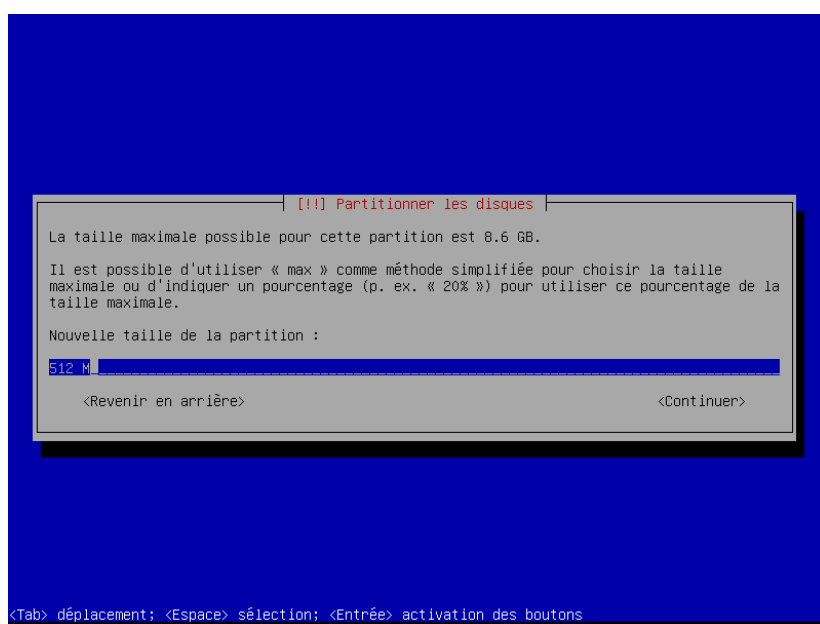 [!!] Partitionner les disques
La taille maximale possible pour cette partition est 8.6 GB.
Il est possible d'utiliser « max » comme méthode simplifiée pour choisir la taille
maximale ou d'indiquer un pourcentage (p. ex. « 20% ») pour utiliser ce pourcentage de la
taille maximale.
Nouvelle taille de la partition :
512 M
<Revenir en arrière> <Continuer>
<Tab> déplacement; <Espace> sélection; <Entrée> activation des boutons